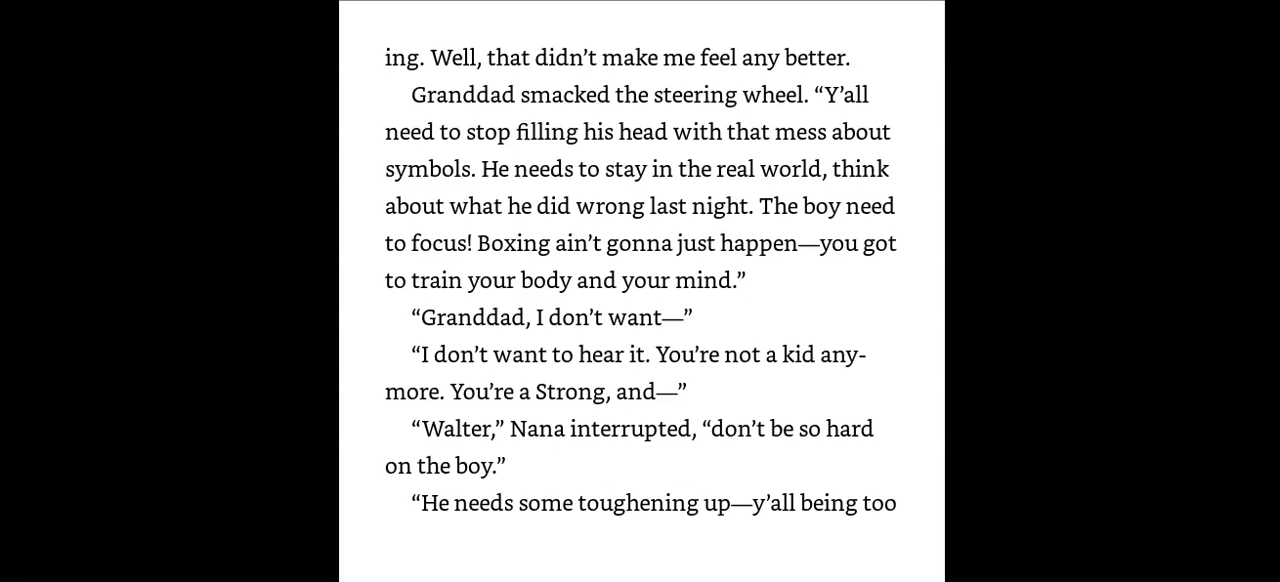 ing. Well, that didn’t make me feel any better.
Granddad smacked the steering wheel. “Y’all
need to stop filling his head with that mess about
symbols. He needs to stay in the real world, think
about what he did wrong last night. The boy need
to focus! Boxing ain’t gonna just happen—you got
to train your body and your mind.”
“Granddad, I don’t want—”
“I don’t want to hear it. You’re not a kid any-
more. You’re a Strong, and—”
“Walter,” Nana interrupted, “don’t be so hard
on the boy.”
“He needs some toughening up—y’all being too